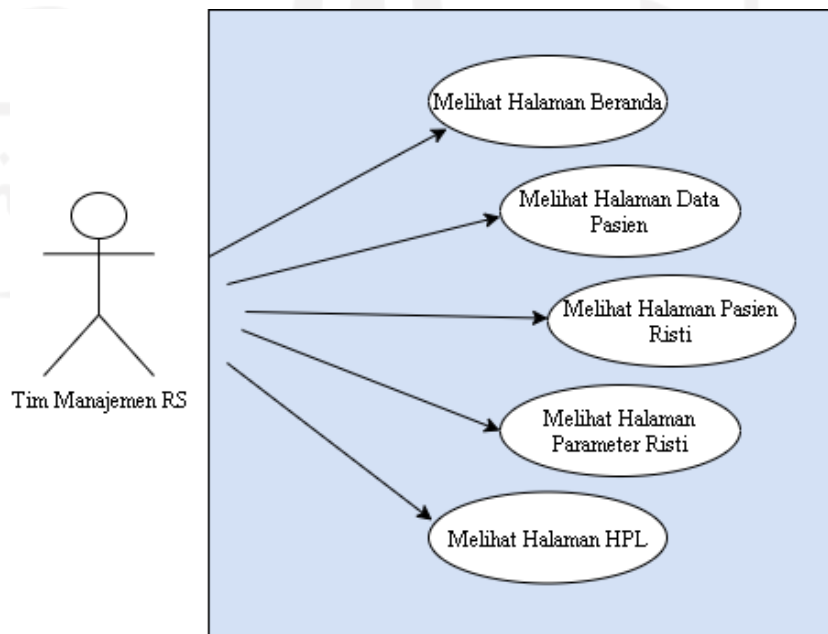 Melihat Halaman Beranda
Melihat Halaman Data
Pasien
Melihat Halaman Pasien
Risti
Tim Manajemen RS
Melihat Halaman
Parameter Risti
Melihat Halaman HPL